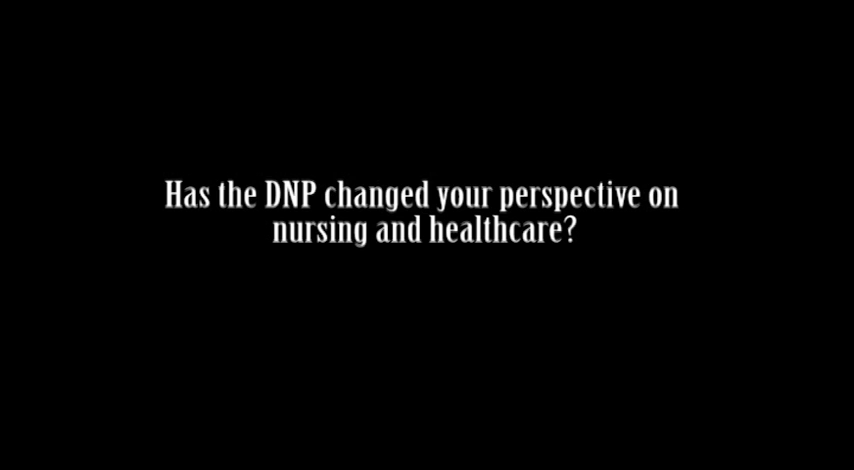 Has the DNP changed your perspective on
nursing and healthcare?